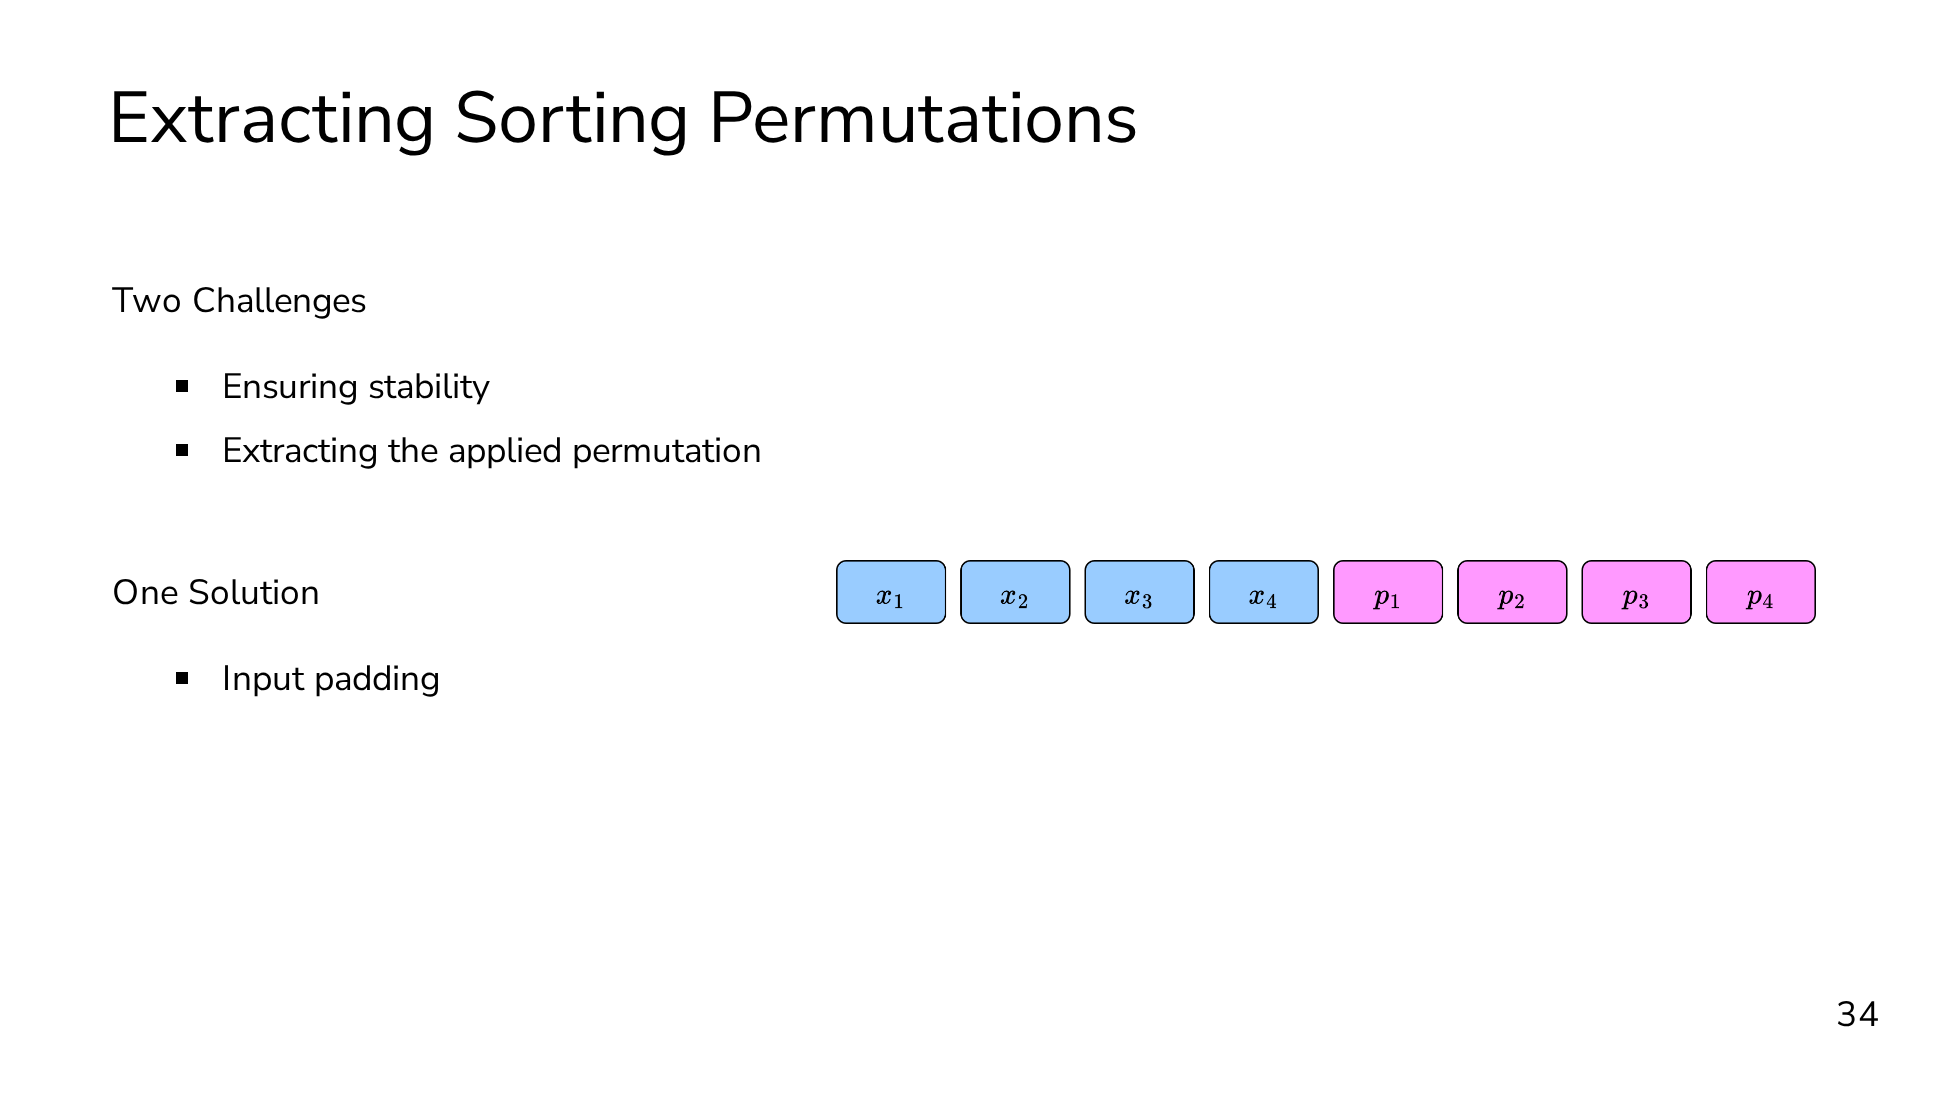 Extracting Sorting Permutations
Two Challenges
▪ Ensuring stability
▪ Extracting the applied permutation
One Solution
x₁ x₂ x₃ x₄ p₁ p₂ p₃ p₄
▪ Input padding
34